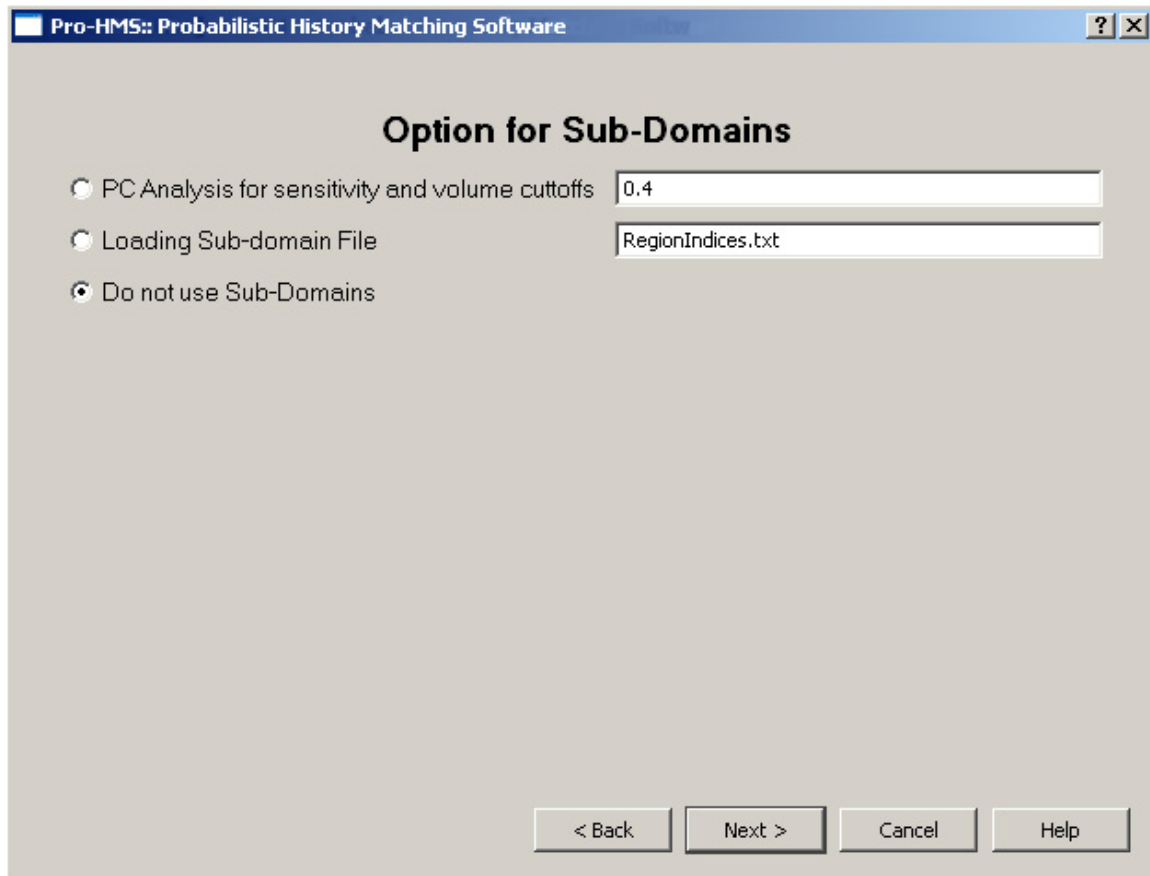 Pro-HMS:: Probabilistic History Matching Software
Option for Sub-Domains
PC Analysis for sensitivity and volume cuttoffs 0.4
Loading Sub-domain File RegionIndices.txt
Do not use Sub-Domains
< Back Next > Cancel Help